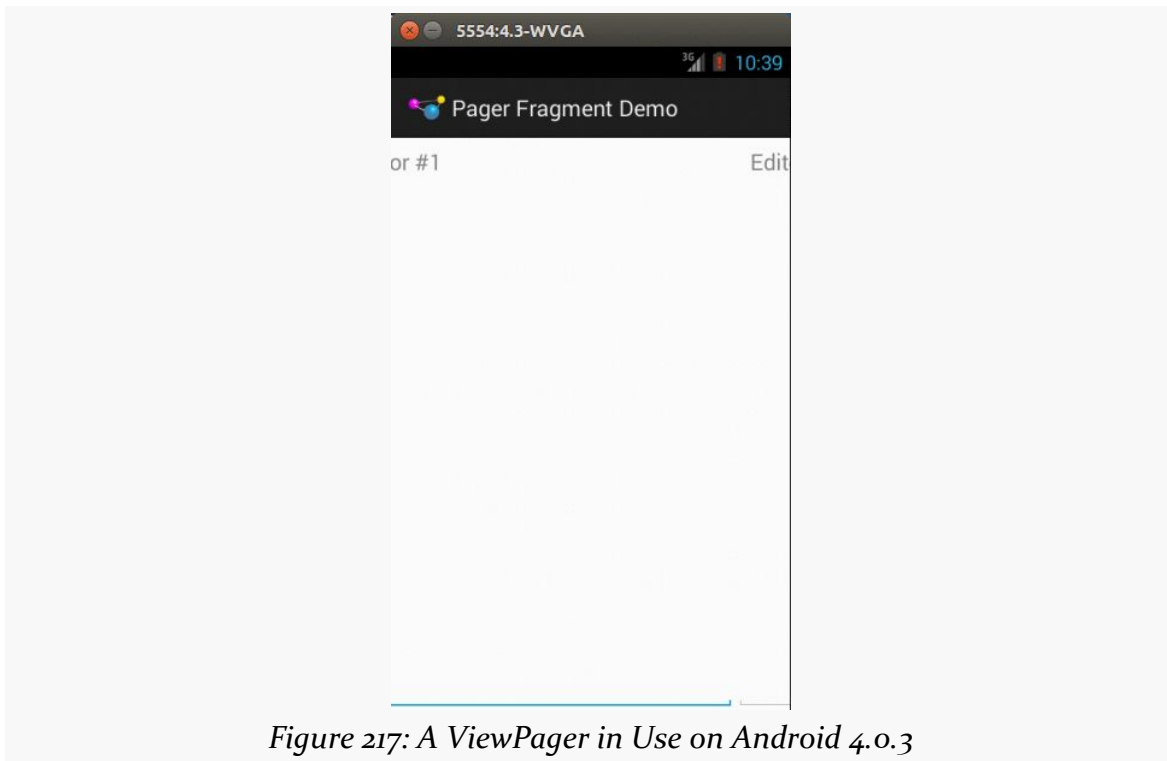 5554:4.3-WVGA
3G 10:39
Pager Fragment Demo
or #1 Edit
Figure 217: A ViewPager in Use on Android 4.0.3